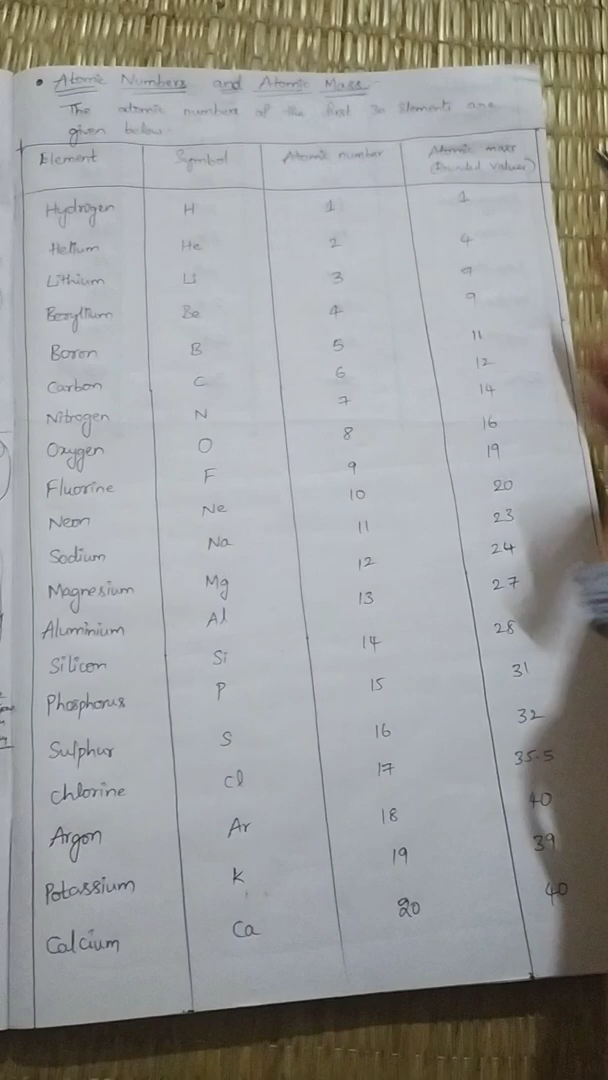 • Atomic Numbers and Atomic Mass
The atomic numbers of the first 30 Elements are
given below.
Element Symbol Atomic number Atomic mass (Rounded values)
Hydrogen H 1 1
Helium He 2 4
Lithium Li 3
Beryllium Be 4 9
Boron B 5 11
Carbon C 6 12
Nitrogen N 7 14
Oxygen O 8 16
Fluorine F 9 19
Neon Ne 10 20
Sodium Na 11 23
Magnesium Mg 12 24
Aluminium Al 13 27
Silicon Si 14 28
Phosphorus P 15 31
Sulphur S 16 32
Chlorine Cl 17 35.5
Argon Ar 18 40
Potassium K 19 39
Calcium Ca 20 40